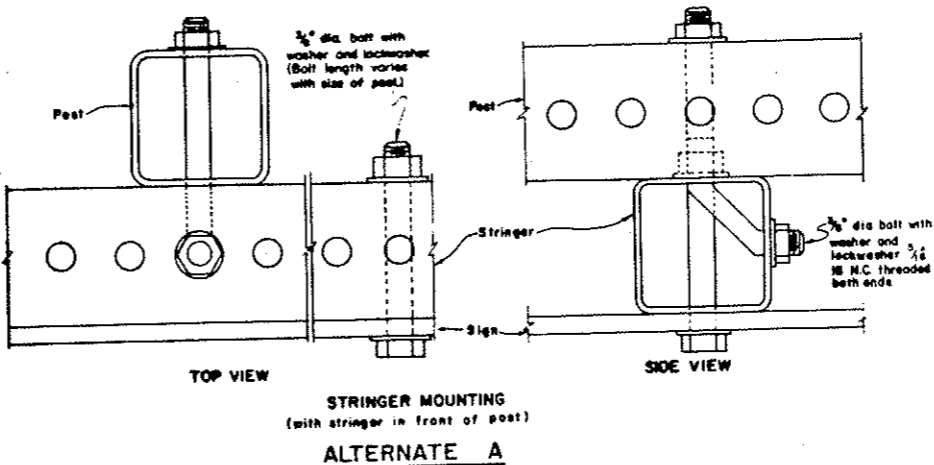 3/8" dia. bolt with
washer and lockwasher
(Bolt length varies
with size of post.)
Post
Post
Stringer
3/8" dia bolt with
washer and
lockwasher 5/16
18 N.C. threaded
both ends
Sign
TOP VIEW
SIDE VIEW
STRINGER MOUNTING
(with stringer in front of post)
ALTERNATE A